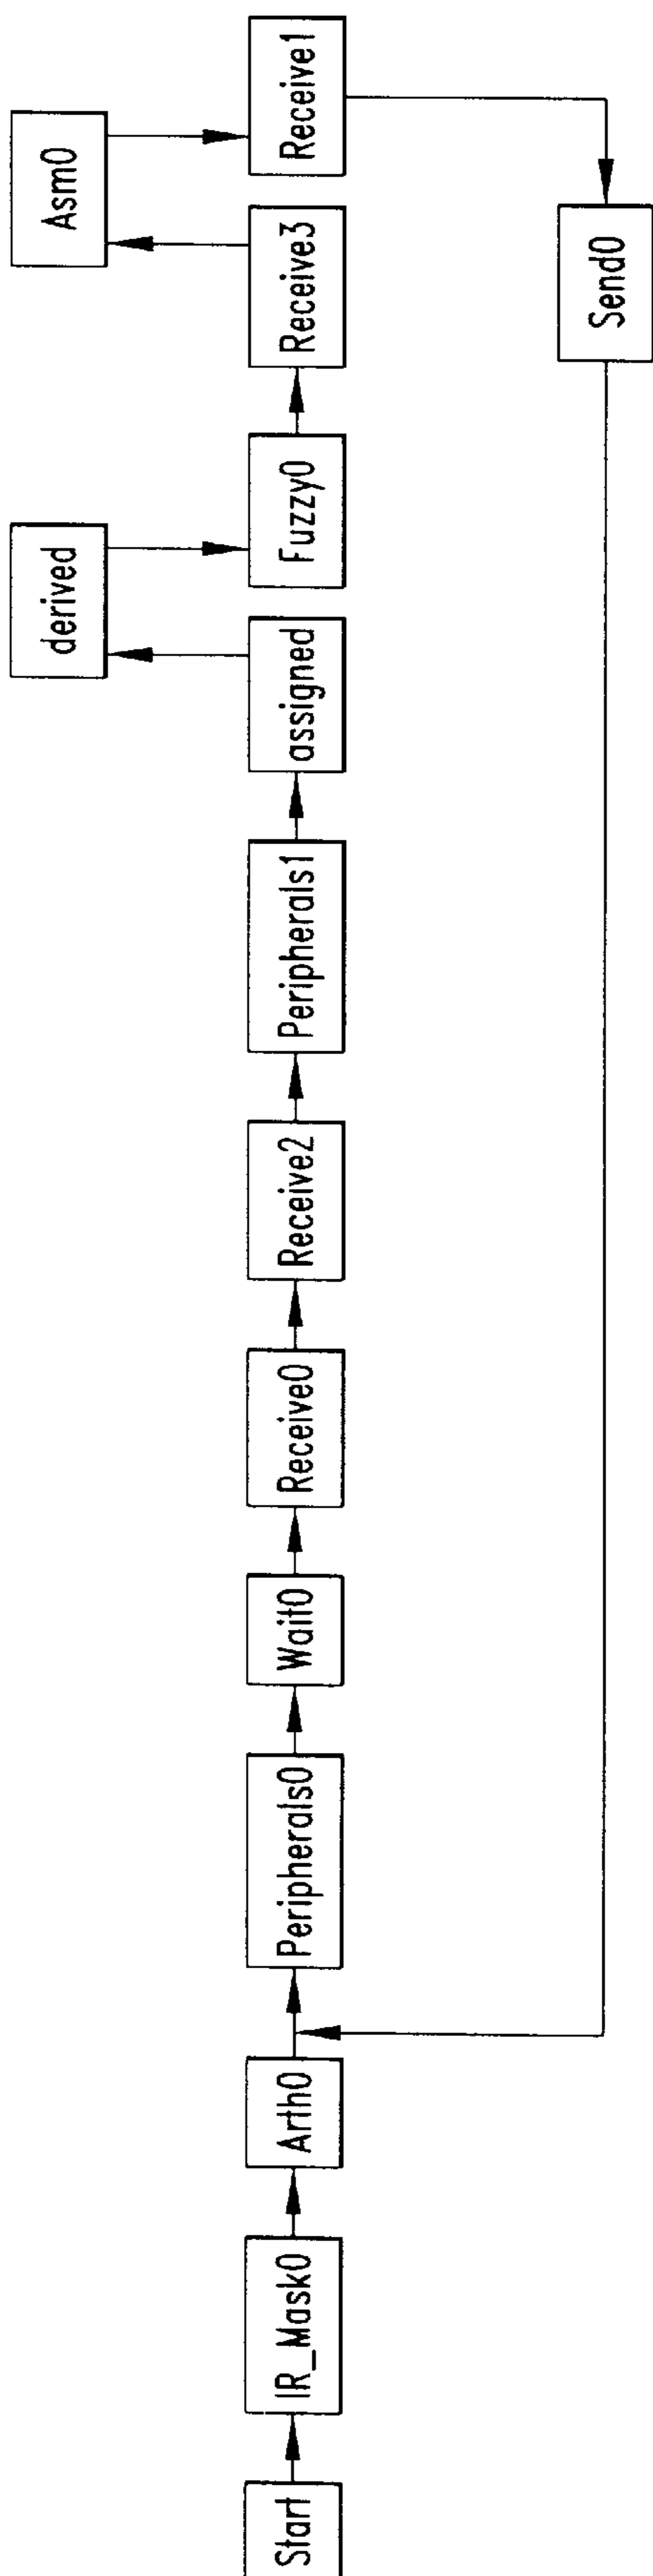 Start
IR_Mask0
Arth0
Peripherals0
Wait0
Receive0
Receive2
Peripherals1
assigned
derived
Fuzzy0
Receive3
Asm0
Receive1
Send0